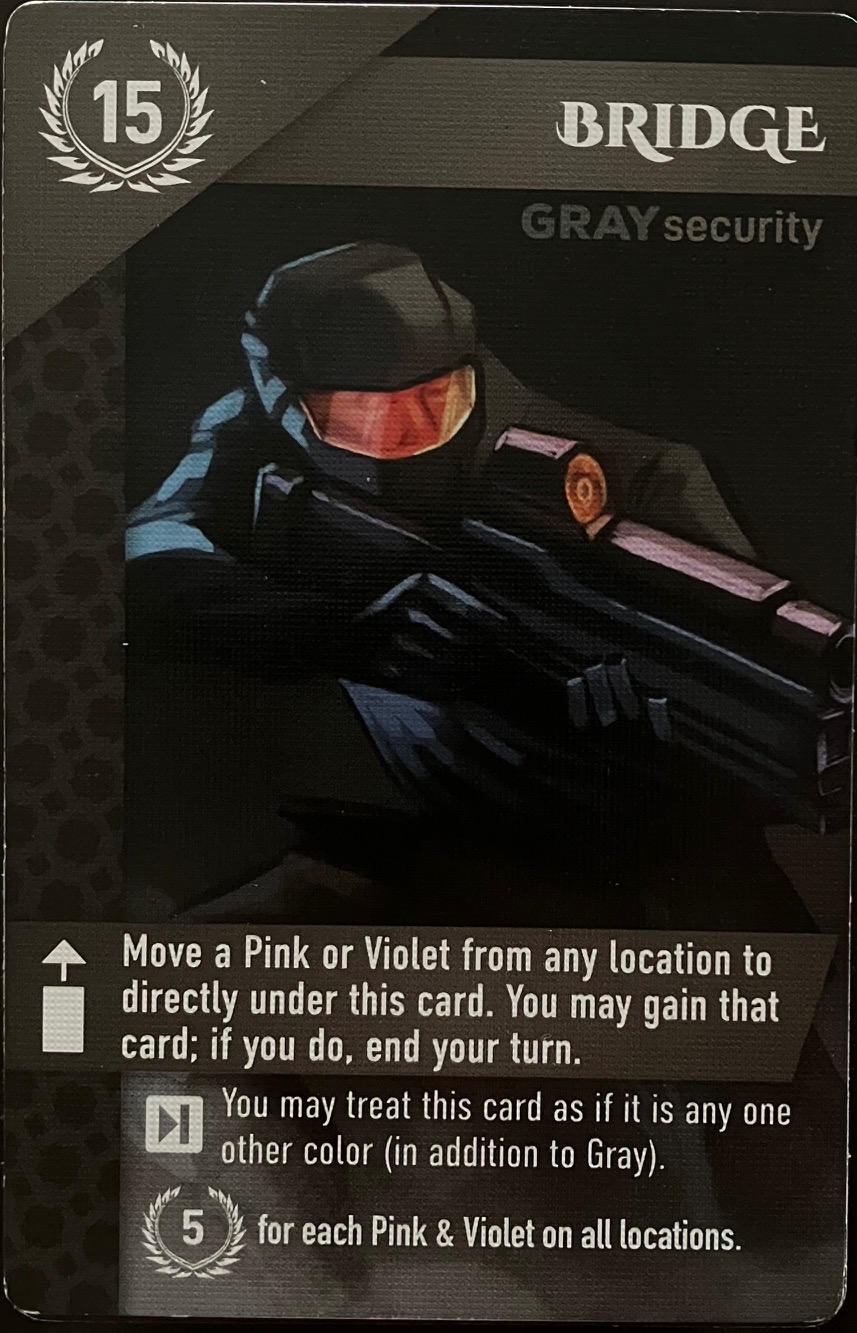 15
BRIDGE
GRAY security
Move a Pink or Violet from any location to
directly under this card. You may gain that
card; if you do, end your turn.
You may treat this card as if it is any one
other color (in addition to Gray).
5 for each Pink & Violet on all locations.